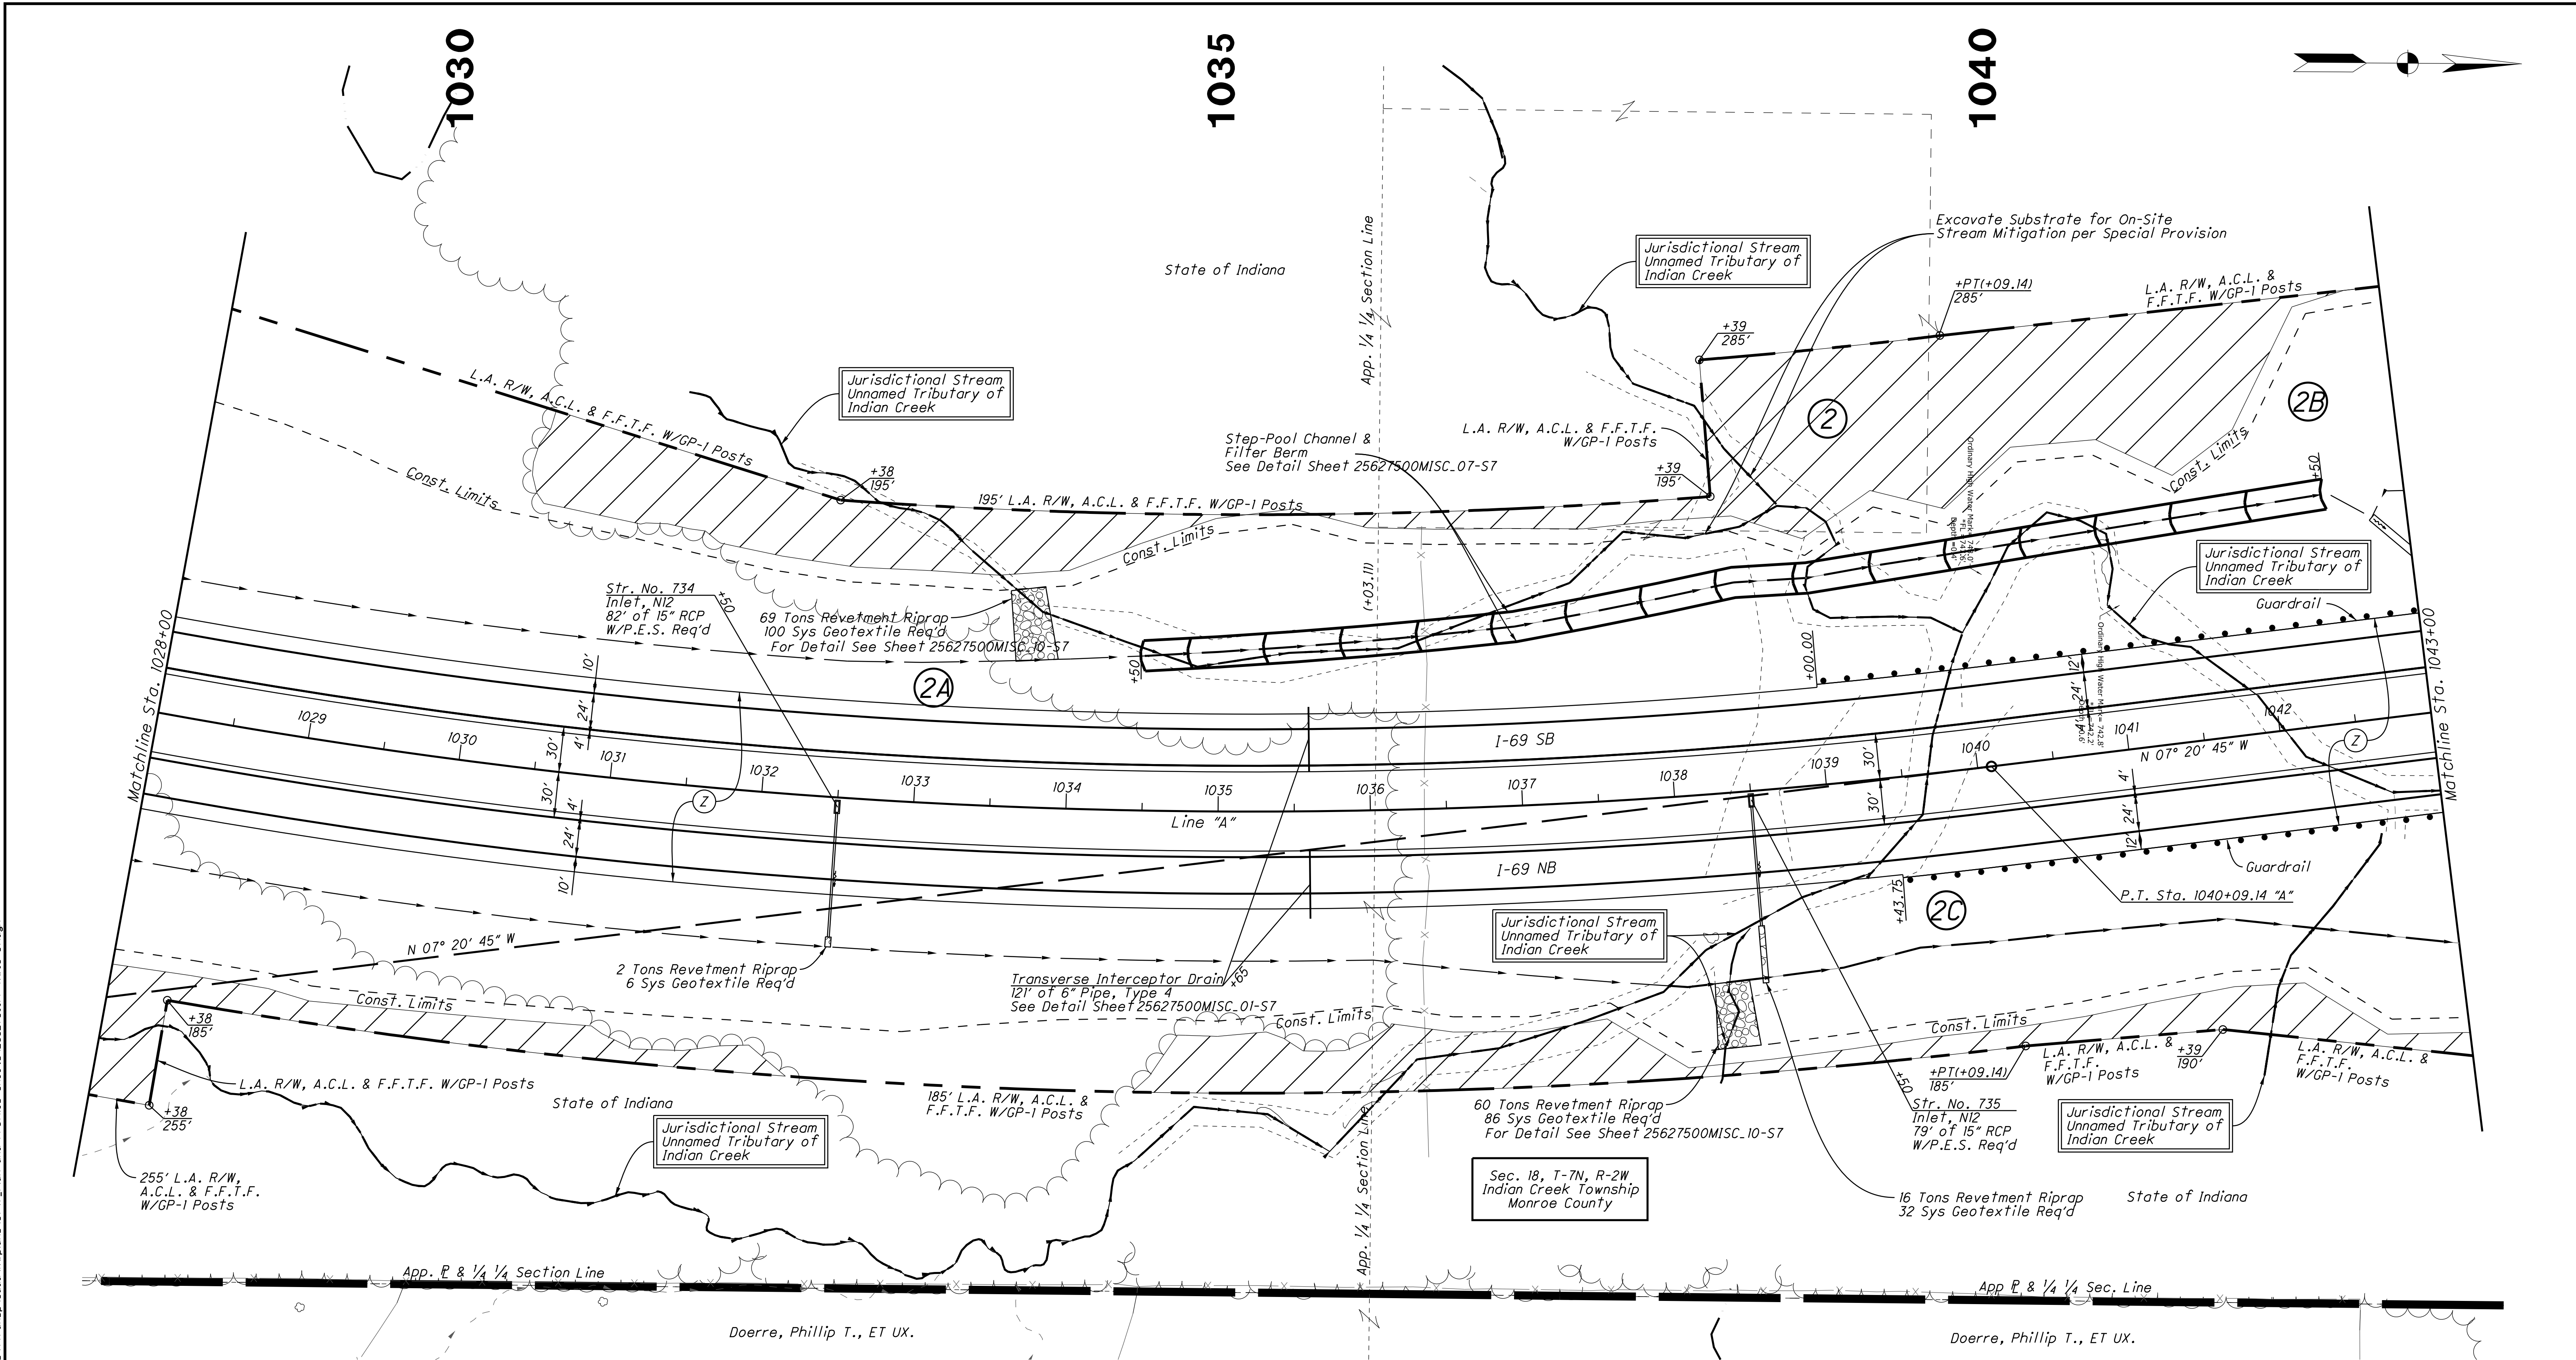 1030
1035
1040
State of Indiana
App. 1/4 1/4 Section Line
Jurisdictional Stream
Unnamed Tributary of
Indian Creek
Excavate Substrate for On-Site
Stream Mitigation per Special Provision
+PT(+09.14)
285'
L.A. R/W, A.C.L. &
F.F.T.F. W/GP-1 Posts
+39
285'
Jurisdictional Stream
Unnamed Tributary of
Indian Creek
L.A. R/W, A.C.L. & F.F.T.F. W/GP-1 Posts
Const. Limits
+38
195'
195' L.A. R/W, A.C.L. & F.F.T.F. W/GP-1 Posts
Const. Limits
Step-Pool Channel &
Filter Berm
See Detail Sheet 25627500MISC_07-S7
L.A. R/W, A.C.L. & F.F.T.F.
W/GP-1 Posts
+39
195'
2
2B
Const. Limits
+50
Str. No. 734
Inlet, N12
82' of 15" RCP
W/P.E.S. Req'd
+50
69 Tons Revetment Riprap
100 Sys Geotextile Req'd
For Detail See Sheet 25627500MISC_10-S7
(+03.11)
+50
+00.00
Jurisdictional Stream
Unnamed Tributary of
Indian Creek
Guardrail
2A
Matchline Sta. 1028+00
Matchline Sta. 1043+00
10'
24'
4'
30'
30'
4'
24'
10'
1029
1030
1031
1032
1033
1034
1035
1036
1037
1038
1039
1040
1041
1042
I-69 SB
Line "A"
I-69 NB
Z
Z
30'
30'
12'
24'
4'
4'
24'
12'
N 07° 20' 45" W
Guardrail
P.T. Sta. 1040+09.14 "A"
+43.75
2C
N 07° 20' 45" W
2 Tons Revetment Riprap
6 Sys Geotextile Req'd
Transverse Interceptor Drain
121' of 6" Pipe, Type 4
See Detail Sheet 25627500MISC_01-S7
+65
Jurisdictional Stream
Unnamed Tributary of
Indian Creek
Const. Limits
Const. Limits
Const. Limits
+38
185'
L.A. R/W, A.C.L. & F.F.T.F. W/GP-1 Posts
+38
255'
255' L.A. R/W,
A.C.L. & F.F.T.F.
W/GP-1 Posts
State of Indiana
Jurisdictional Stream
Unnamed Tributary of
Indian Creek
185' L.A. R/W, A.C.L. &
F.F.T.F. W/GP-1 Posts
App. 1/4 1/4 Section Line
60 Tons Revetment Riprap
86 Sys Geotextile Req'd
For Detail See Sheet 25627500MISC_10-S7
+50
Str. No. 735
Inlet, N12
79' of 15" RCP
W/P.E.S. Req'd
+PT(+09.14)
185'
L.A. R/W, A.C.L. &
F.F.T.F.
W/GP-1 Posts
+39
190'
L.A. R/W, A.C.L. &
F.F.T.F.
W/GP-1 Posts
Jurisdictional Stream
Unnamed Tributary of
Indian Creek
Sec. 18, T-7N, R-2W
Indian Creek Township
Monroe County
16 Tons Revetment Riprap
32 Sys Geotextile Req'd
State of Indiana
App. PL & 1/4 1/4 Section Line
App PL & 1/4 1/4 Sec. Line
Doerre, Phillip T., ET UX.
Doerre, Phillip T., ET UX.